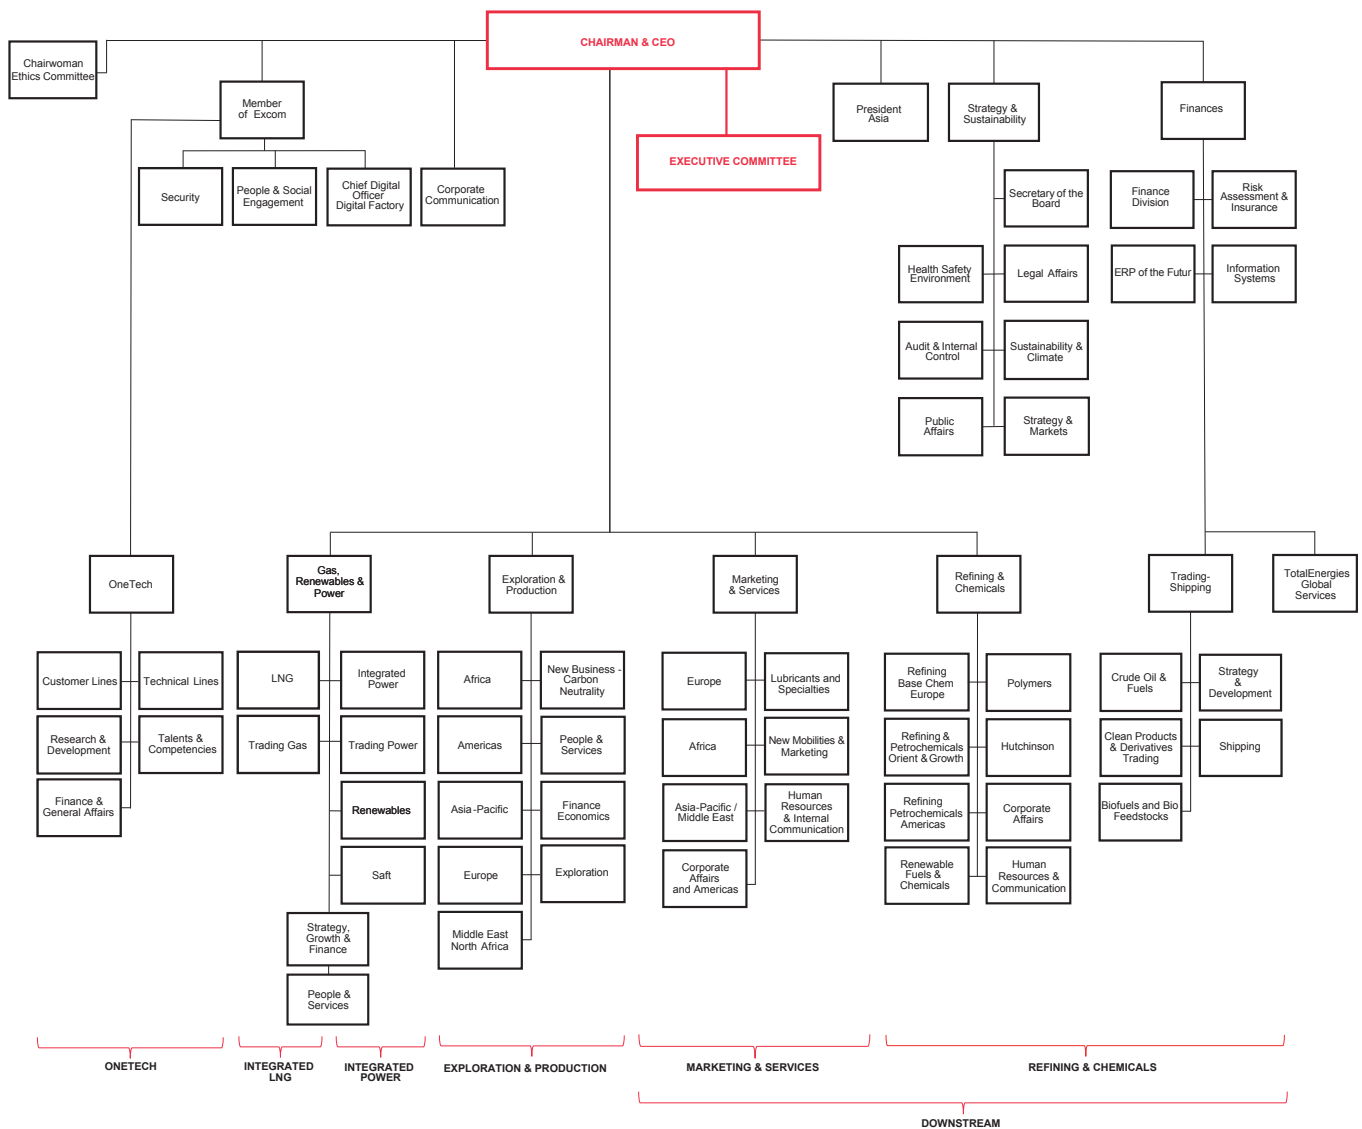 CHAIRMAN & CEO
Chairwoman
Ethics Committee
Member
of Excom
President
Asia
Strategy &
Sustainability
Finances
EXECUTIVE COMMITTEE
Security
People & Social
Engagement
Chief Digital
Officer
Digital Factory
Corporate
Communication
Secretary of the
Board
Finance
Division
Risk
Assessment &
Insurance
Health Safety
Environment
Legal Affairs
ERP of the Futur
Information
Systems
Audit & Internal
Control
Sustainability &
Climate
Public
Affairs
Strategy &
Markets
OneTech
Gas,
Renewables &
Power
Exploration &
Production
Marketing
& Services
Refining &
Chemicals
Trading-
Shipping
TotalEnergies
Global
Services
Customer Lines
Technical Lines
LNG
Integrated
Power
Africa
New Business -
Carbon
Neutrality
Europe
Lubricants and
Specialties
Refining
Base Chem
Europe
Polymers
Crude Oil &
Fuels
Strategy
&
Development
Research &
Development
Talents &
Competencies
Trading Gas
Trading Power
Americas
People &
Services
Africa
New Mobilities &
Marketing
Refining &
Petrochemicals
Orient & Growth
Hutchinson
Clean Products
& Derivatives
Trading
Shipping
Finance &
General Affairs
Renewables
Asia-Pacific
Finance
Economics
Asia-Pacific /
Middle East
Human
Resources
& Internal
Communication
Refining
Petrochemicals
Americas
Corporate
Affairs
Biofuels and Bio
Feedstocks
Saft
Europe
Exploration
Corporate
Affairs
and Americas
Renewable
Fuels &
Chemicals
Human
Resources &
Communication
Strategy,
Growth &
Finance
Middle East
North Africa
People &
Services
ONETECH
INTEGRATED
LNG
INTEGRATED
POWER
EXPLORATION & PRODUCTION
MARKETING & SERVICES
REFINING & CHEMICALS
DOWNSTREAM